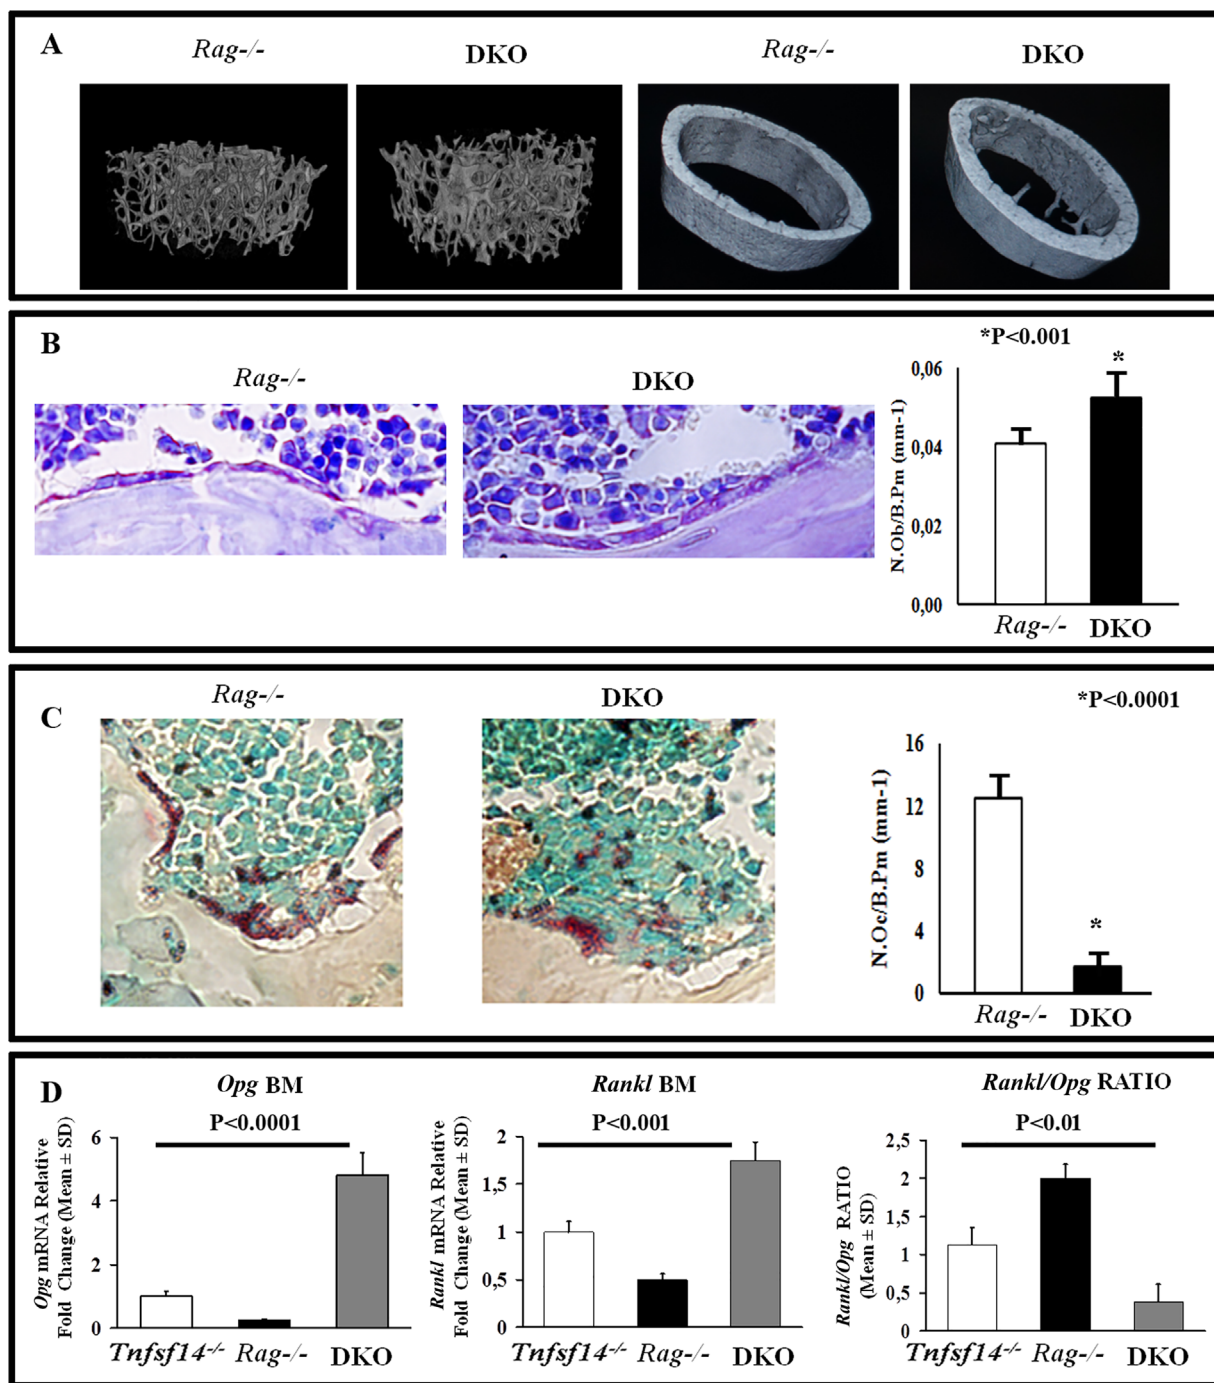 A
Rag-/-
DKO
Rag-/-
DKO
B
Rag-/-
DKO
*P<0.001
*
N.Ob/B.Pm (mm-1)
0,06
0,04
0,02
0,00
Rag-/-
DKO
C
Rag-/-
DKO
*P<0.0001
N.Oc/B.Pm (mm-1)
16
12
8
4
0
*
Rag-/-
DKO
D
Opg BM
P<0.0001
Opg mRNA Relative
Fold Change (Mean ± SD)
6
4
2
0
Tnfsf14-/-
Rag-/-
DKO
Rankl BM
P<0.001
Rankl mRNA Relative
Fold Change (Mean ± SD)
2
1,5
1
0,5
0
Tnfsf14-/-
Rag-/-
DKO
Rankl/Opg RATIO
P<0.01
Rankl/Opg RATIO
(Mean ± SD)
2,5
2
1,5
1
0,5
0
Tnfsf14-/-
Rag-/-
DKO